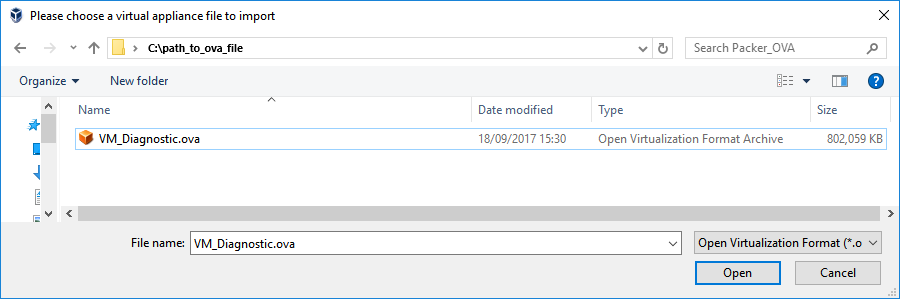 Please choose a virtual appliance file to import
C:\path_to_ova_file
Search Packer_OVA
Organize
New folder
Name
Date modified
Type
Size
VM_Diagnostic.ova
18/09/2017 15:30
Open Virtualization Format Archive
802,059 KB
File name:
VM_Diagnostic.ova
Open Virtualization Format (*.o
Open
Cancel